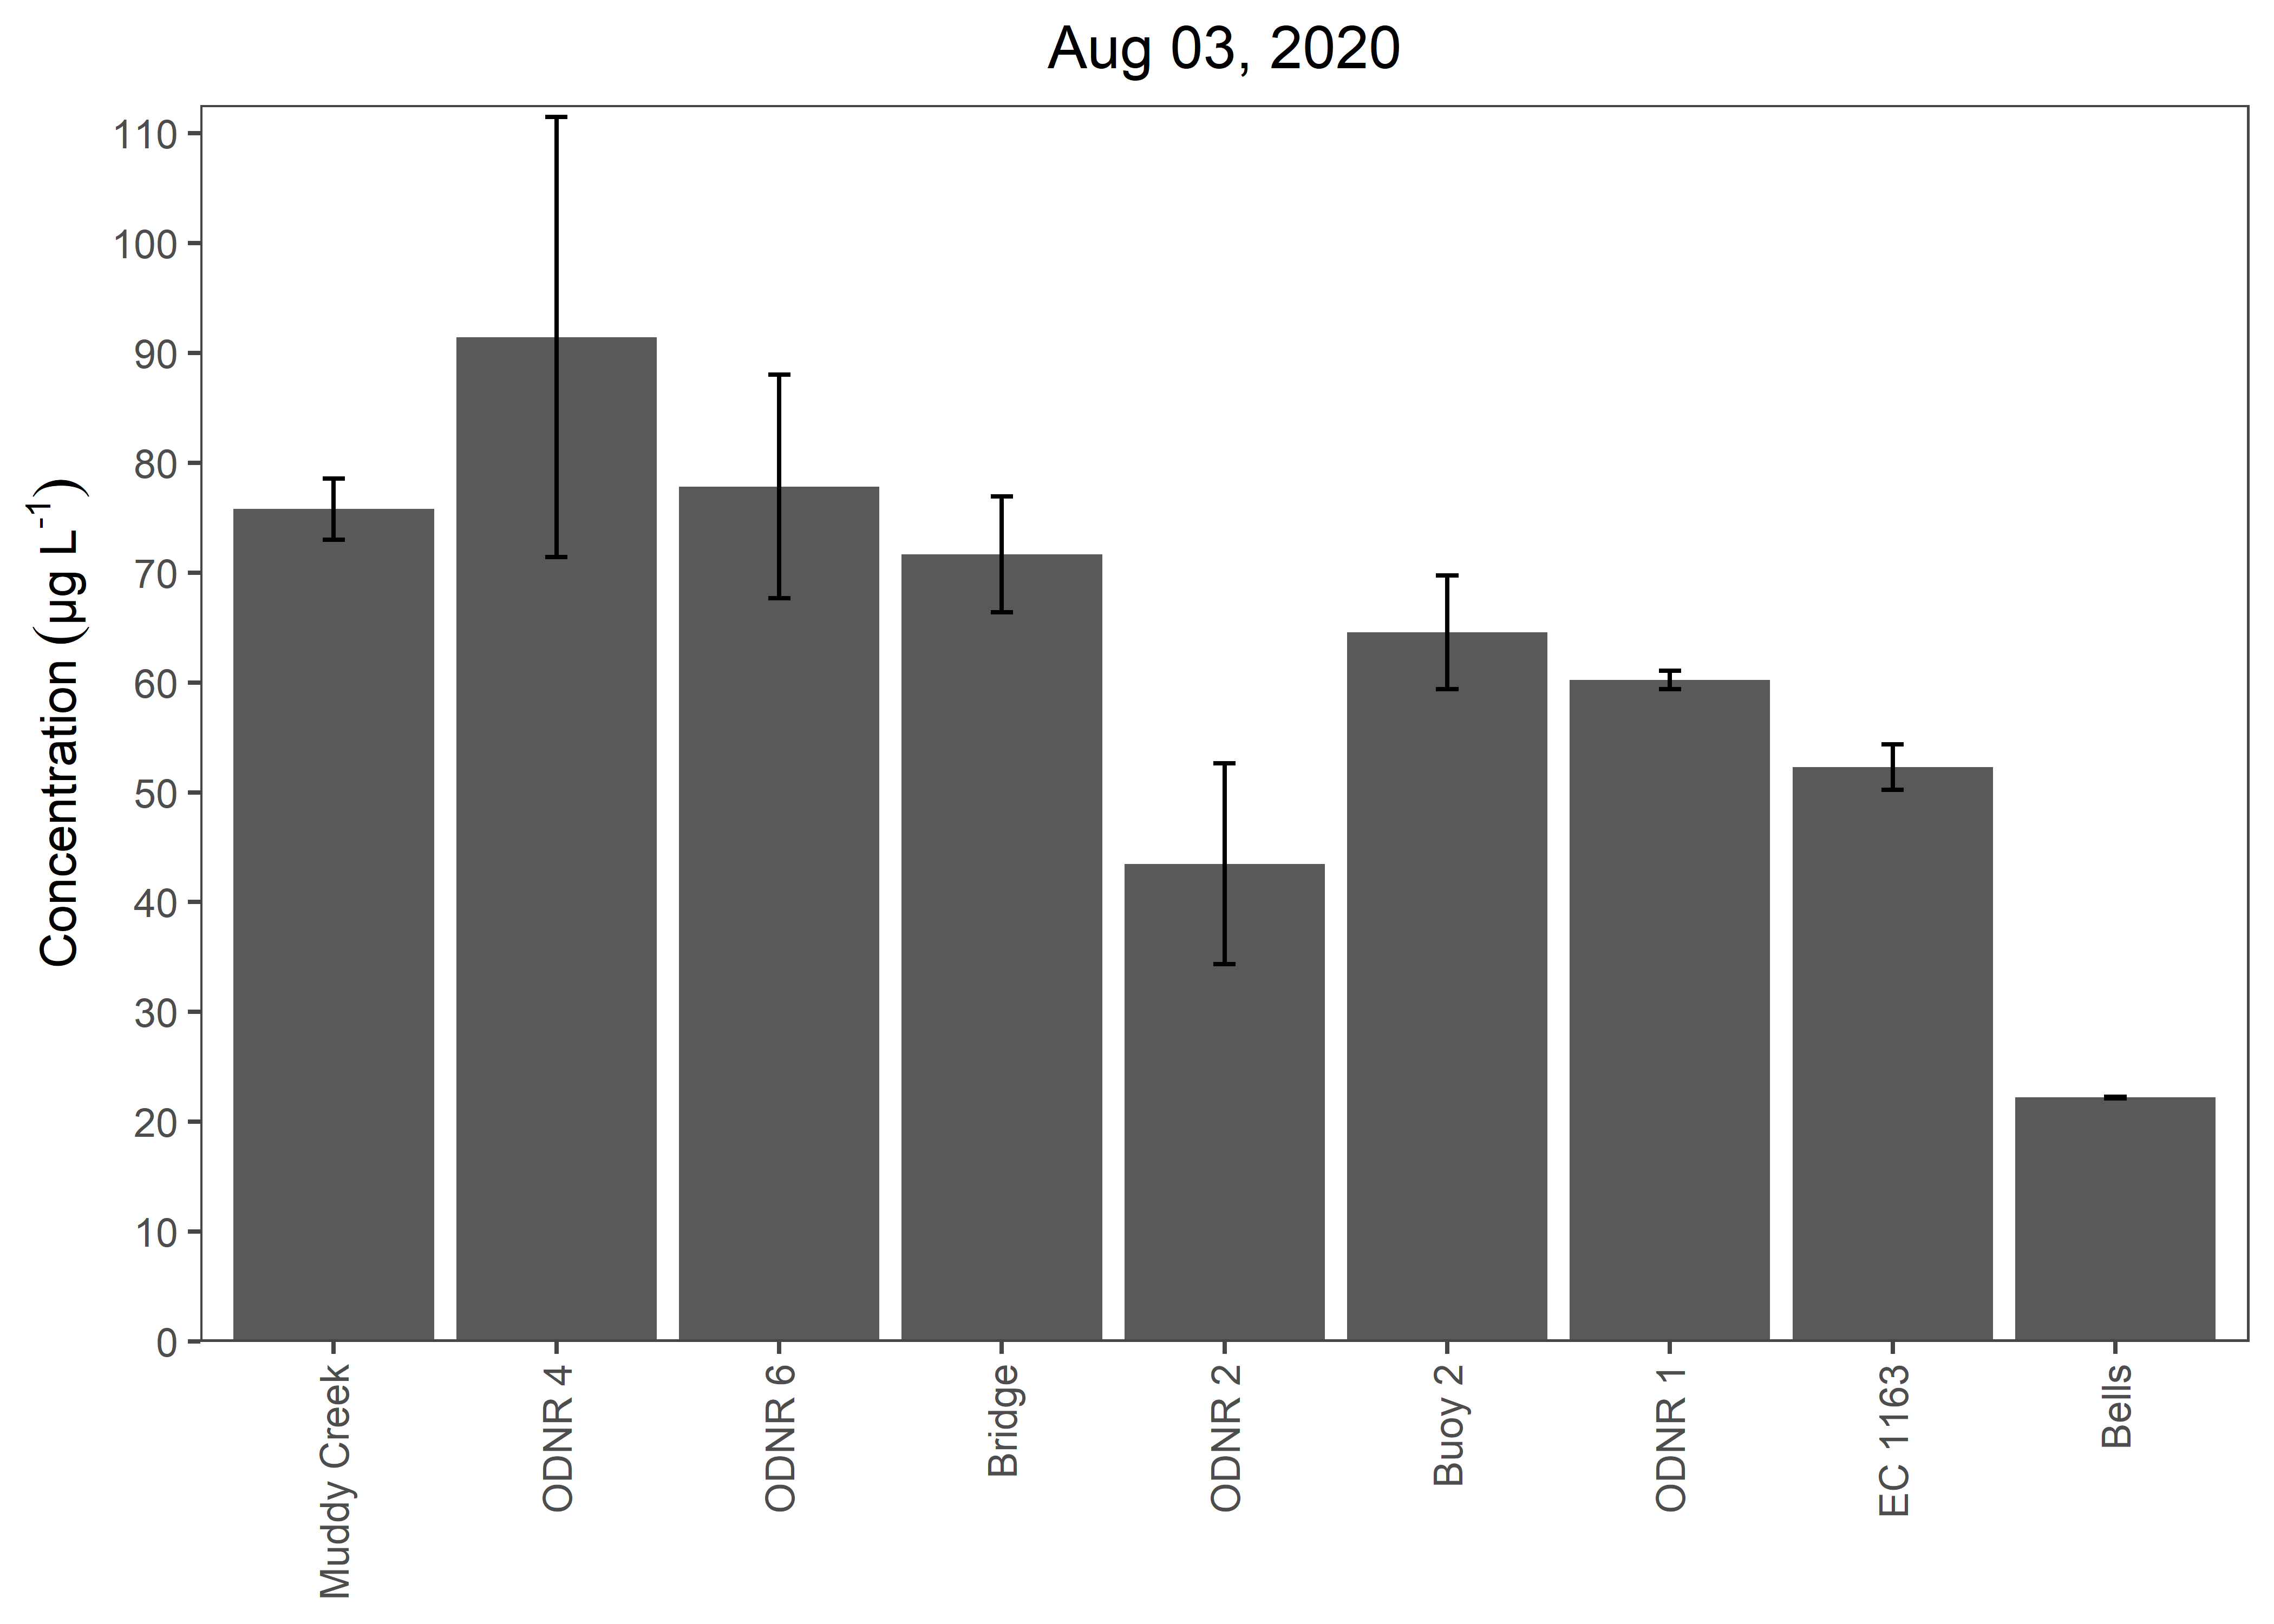 Aug 03, 2020
Concentration (µg L⁻¹)
110
100
90
80
70
60
50
40
30
20
10
0
Muddy Creek
ODNR 4
ODNR 6
Bridge
ODNR 2
Buoy 2
ODNR 1
EC 1163
Bells